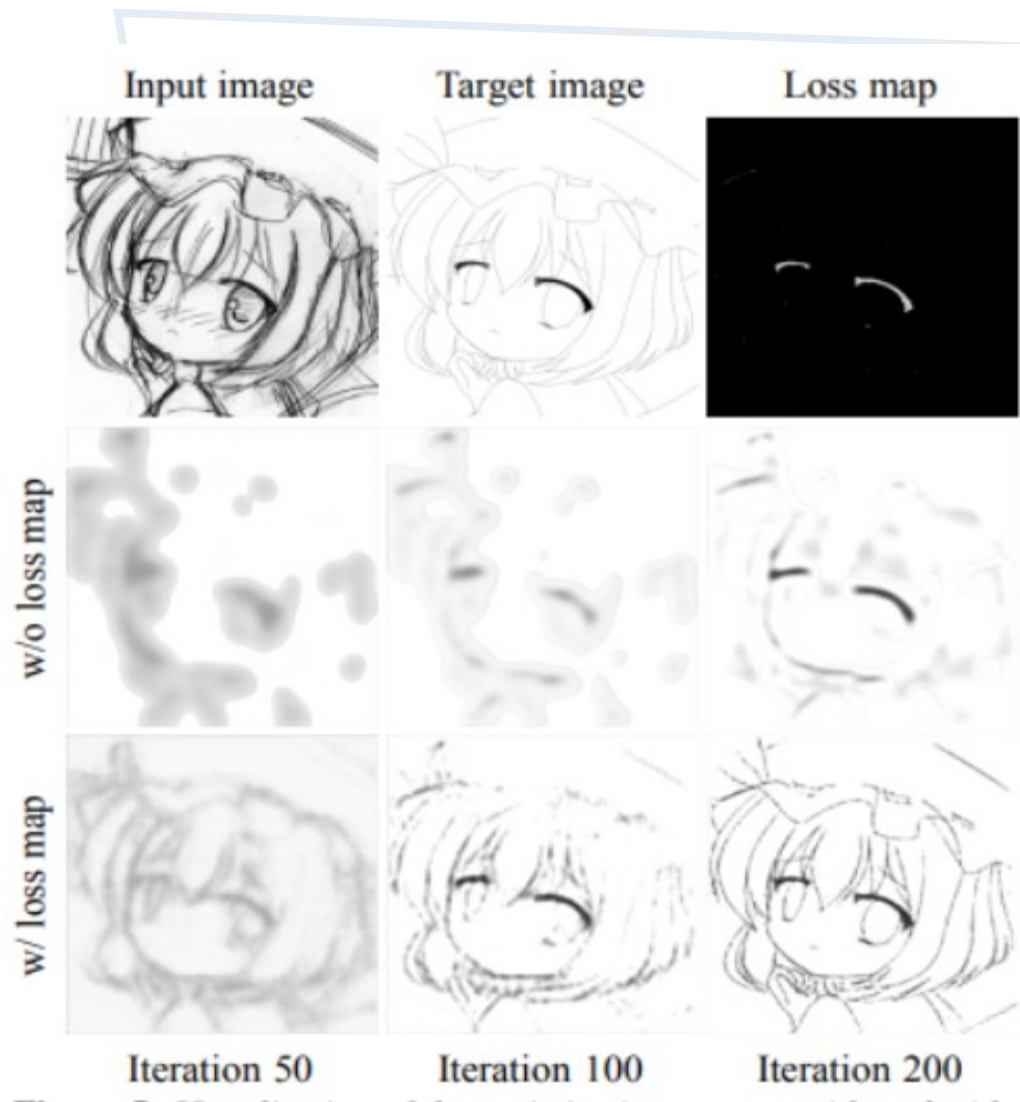 Input image Target image Loss map
w/o loss map
w/ loss map
Iteration 50 Iteration 100 Iteration 200